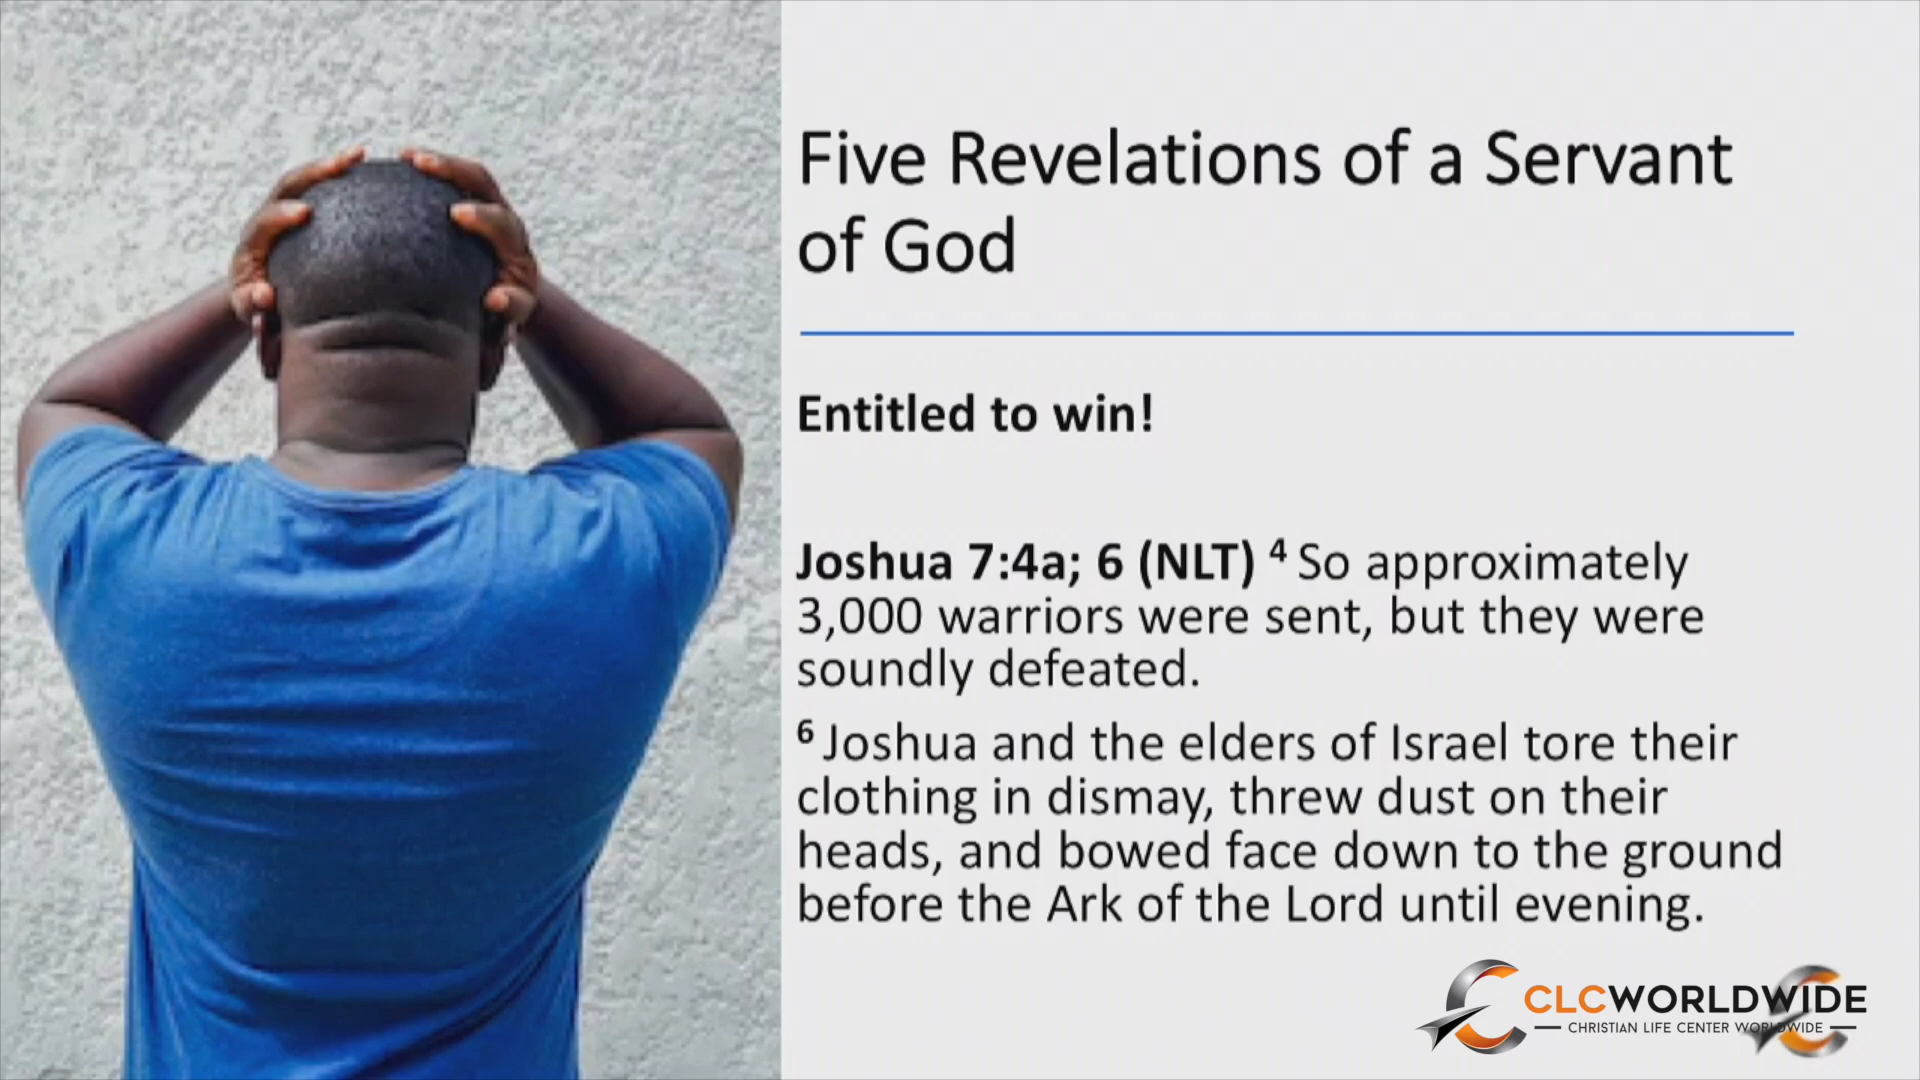 Five Revelations of a Servant
of God
Entitled to win!
Joshua 7:4a; 6 (NLT) 4 So approximately
3,000 warriors were sent, but they were
soundly defeated.
6 Joshua and the elders of Israel tore their
clothing in dismay, threw dust on their
heads, and bowed face down to the ground
before the Ark of the Lord until evening.
CLCWORLDWIDE
CHRISTIAN LIFE CENTER WORLDWIDE